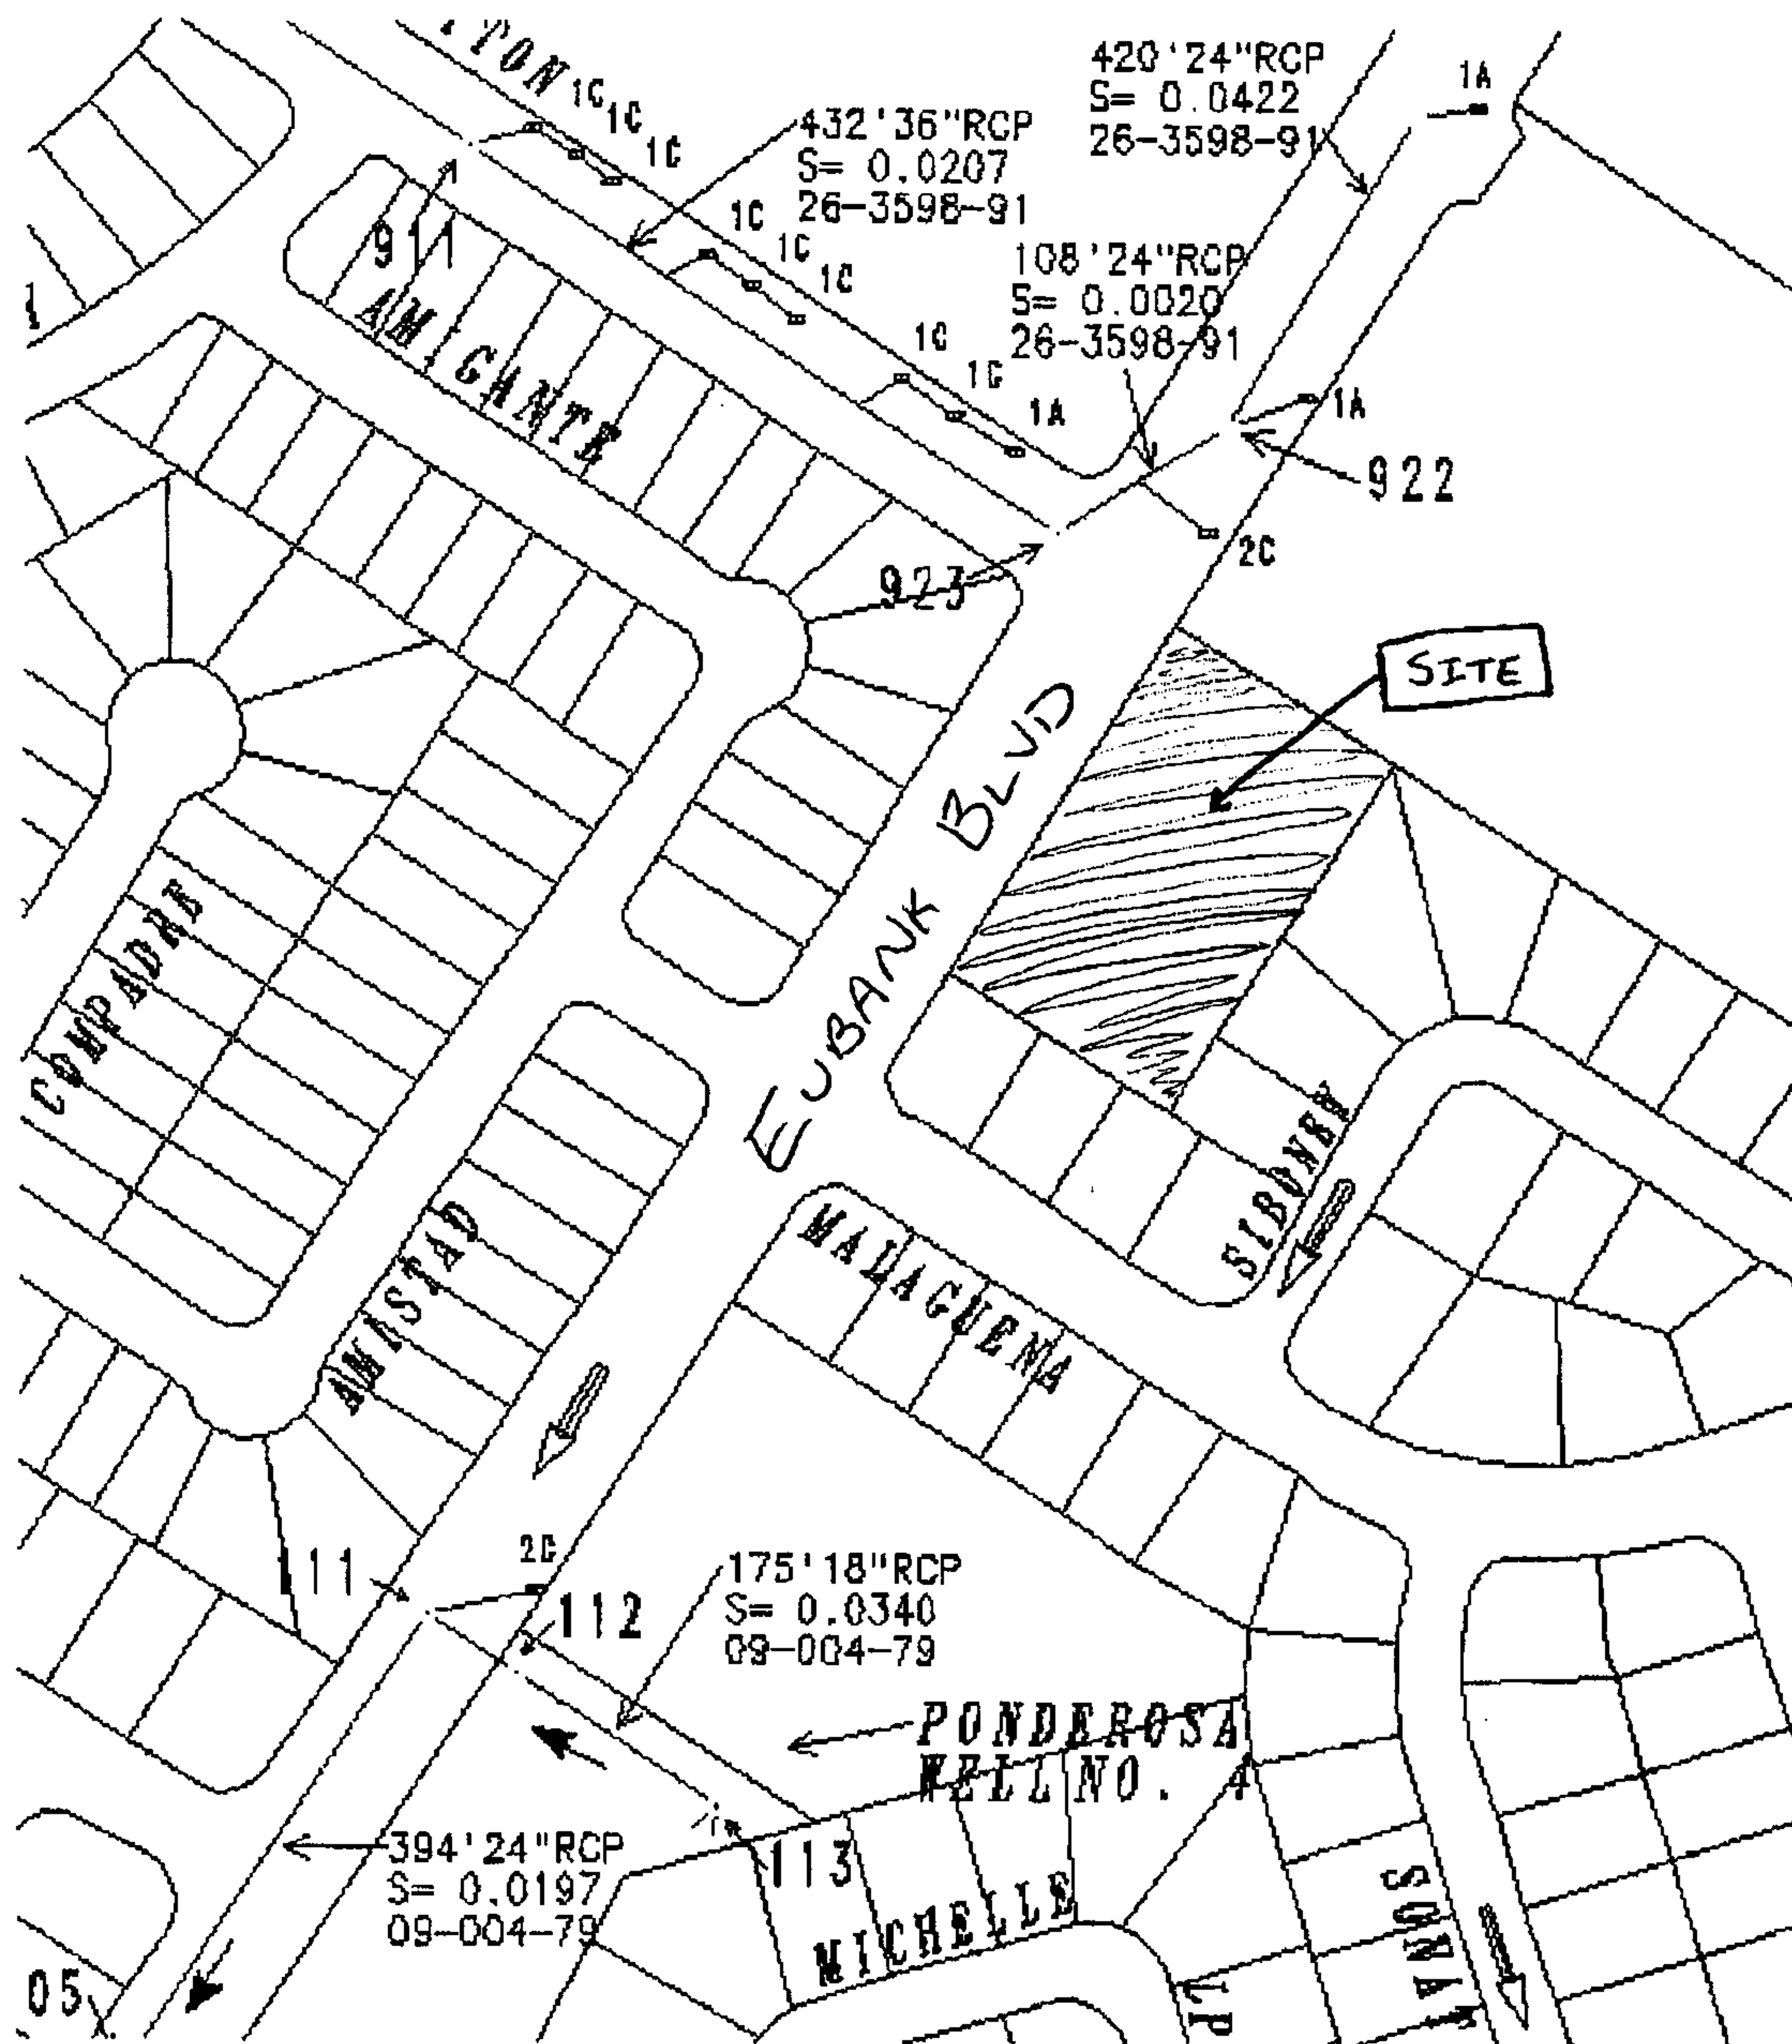 1C
1C
1C
432'36"RCP
S= 0.0207
26-3598-91
420'24"RCP
S= 0.0422
26-3598-91
1A
911
1C
1C
1C
108'24"RCP
S= 0.0020
26-3598-91
1C
1C
1A
1A
922
2C
923
SITE
EUBANK BLVD
COMPADRE
AMISTAD
MALAGUENA
SIBONEY
111
2C
112
175'18"RCP
S= 0.0340
09-004-79
PONDEROSA
WELL NO. 4
113
394'24"RCP
S= 0.0197
09-004-79
MICHELLE
LP
05